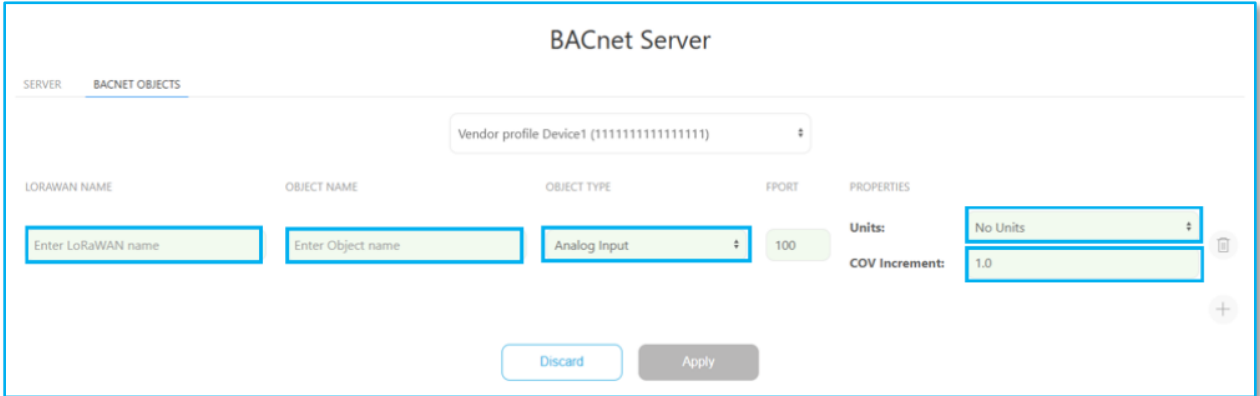 BACnet Server
SERVER BACNET OBJECTS
Vendor profile Device1 (1111111111111111)
LORAWAN NAME OBJECT NAME OBJECT TYPE FPORT PROPERTIES
Enter LoRaWAN name Enter Object name Analog Input 100 Units: No Units
COV Increment: 1.0
Discard Apply